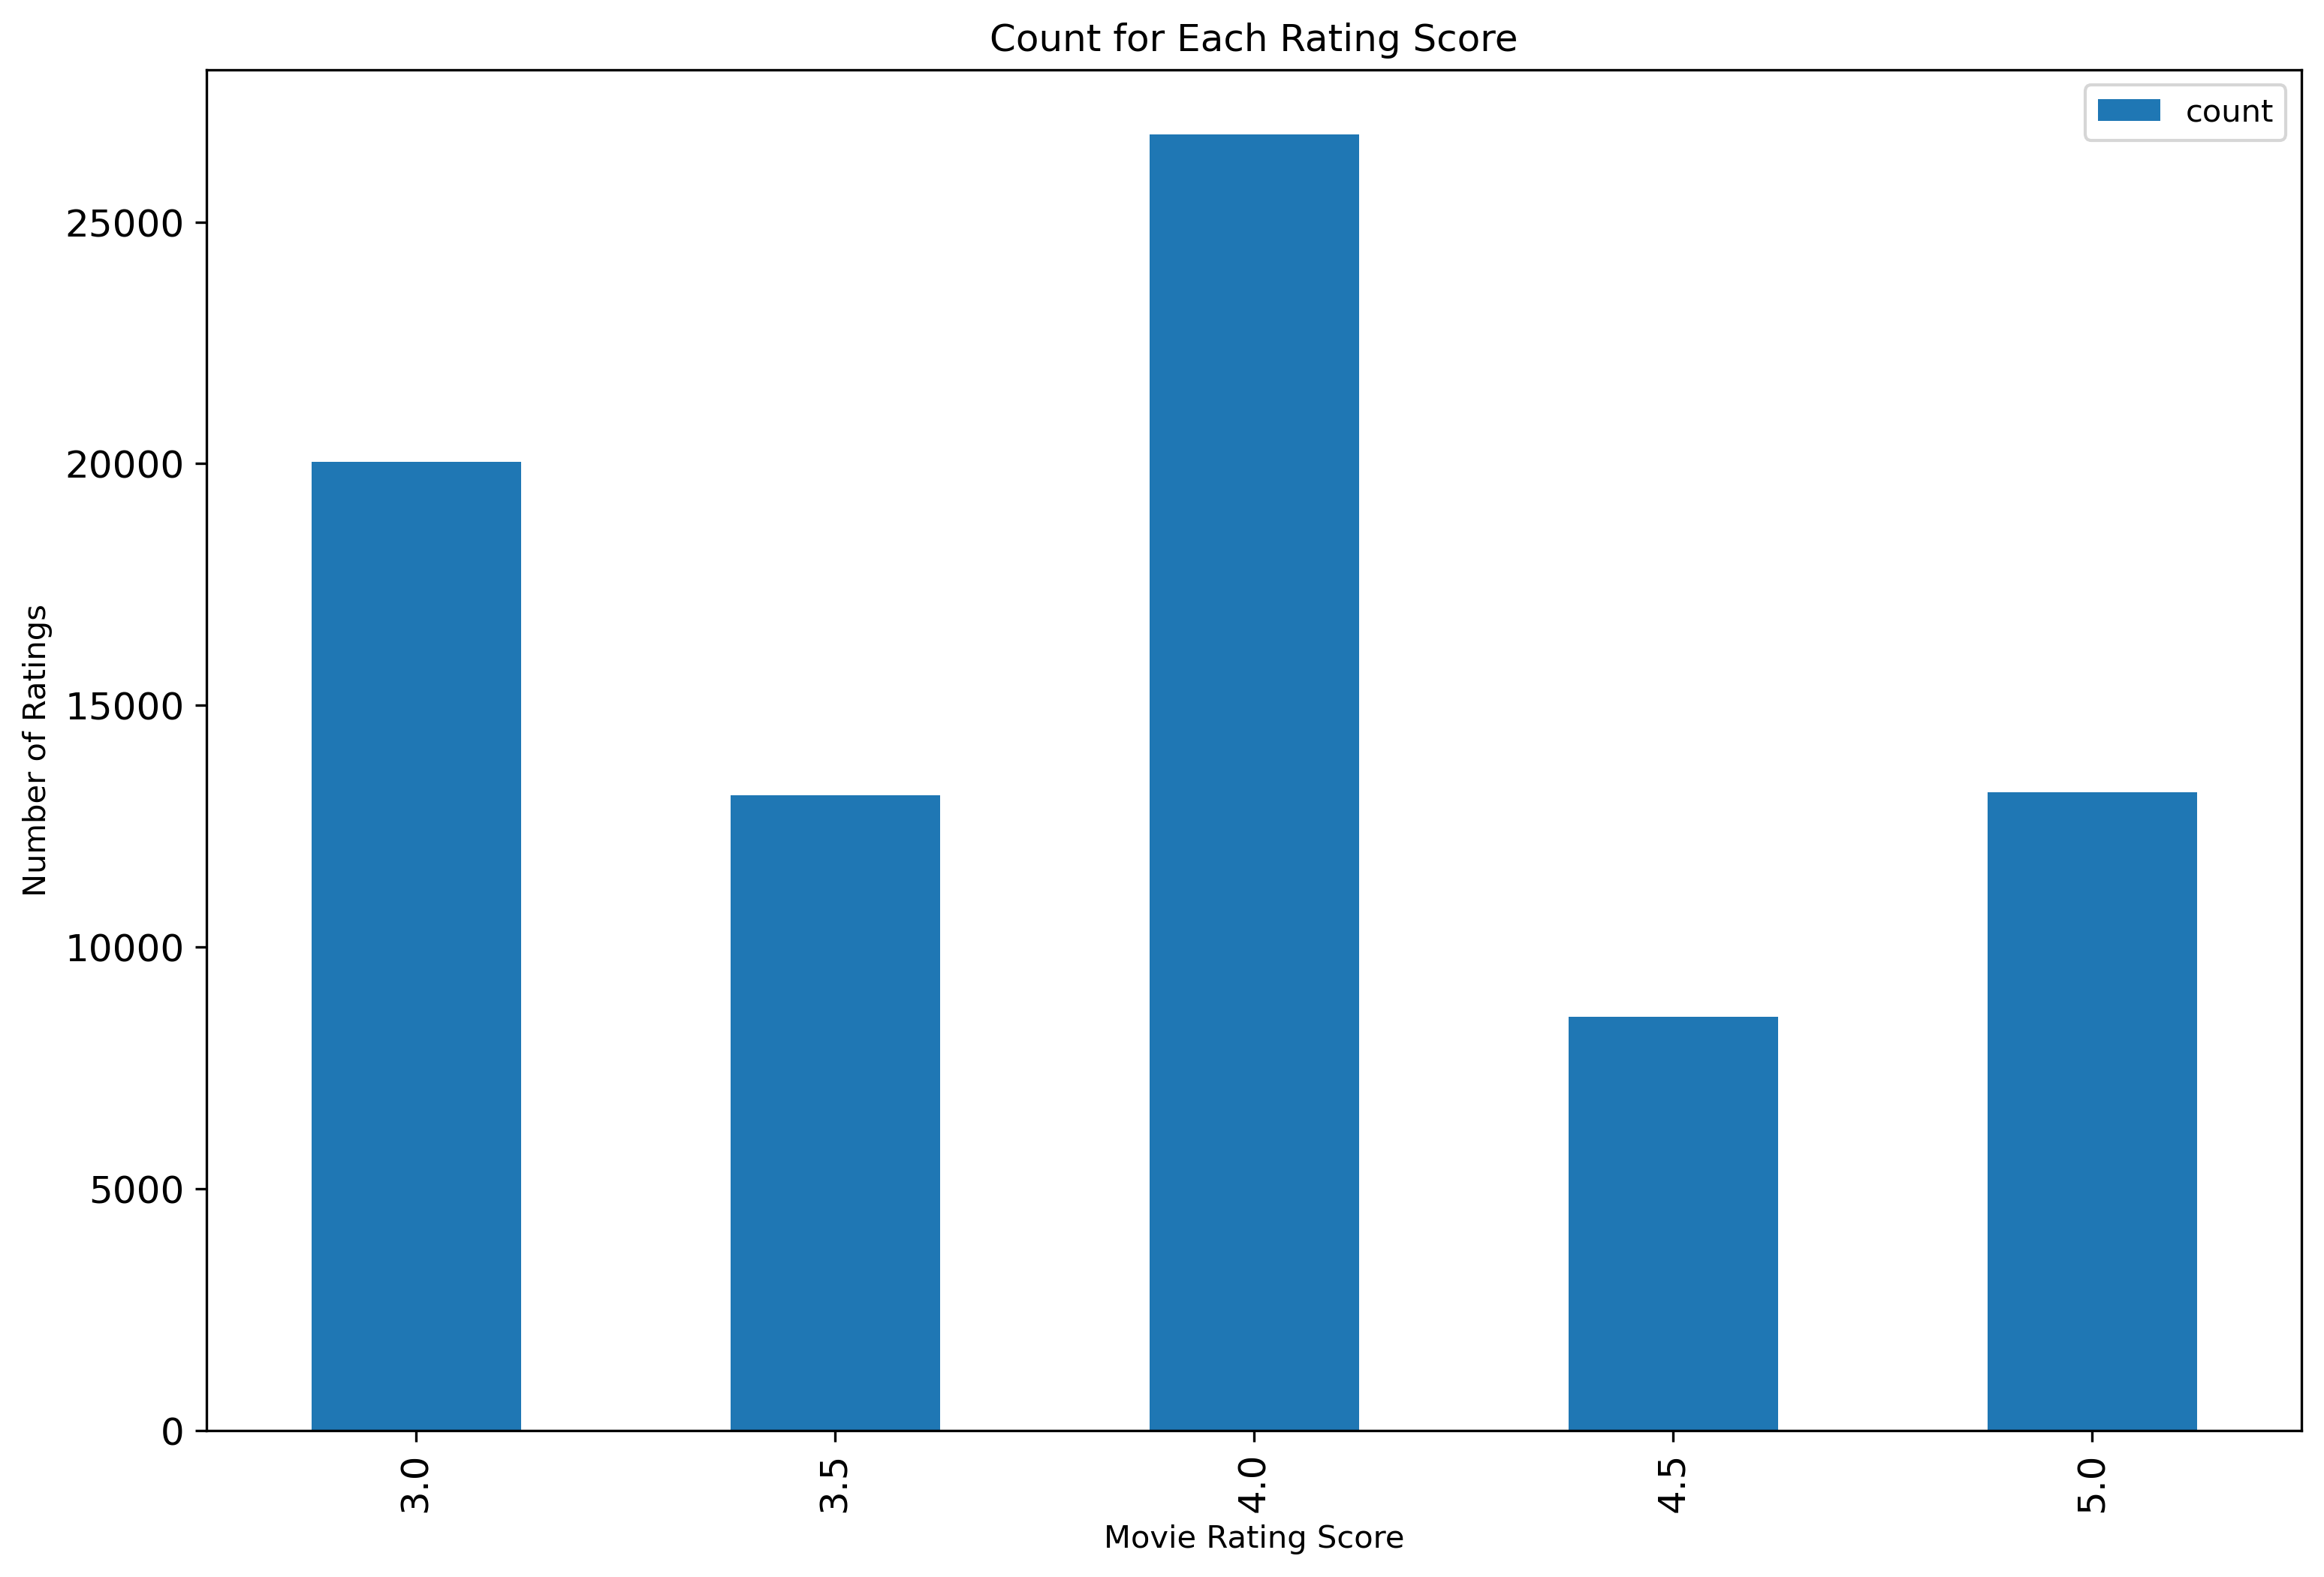 Count for Each Rating Score
count
Number of Ratings
25000
20000
15000
10000
5000
0
3.0
3.5
4.0
4.5
5.0
Movie Rating Score